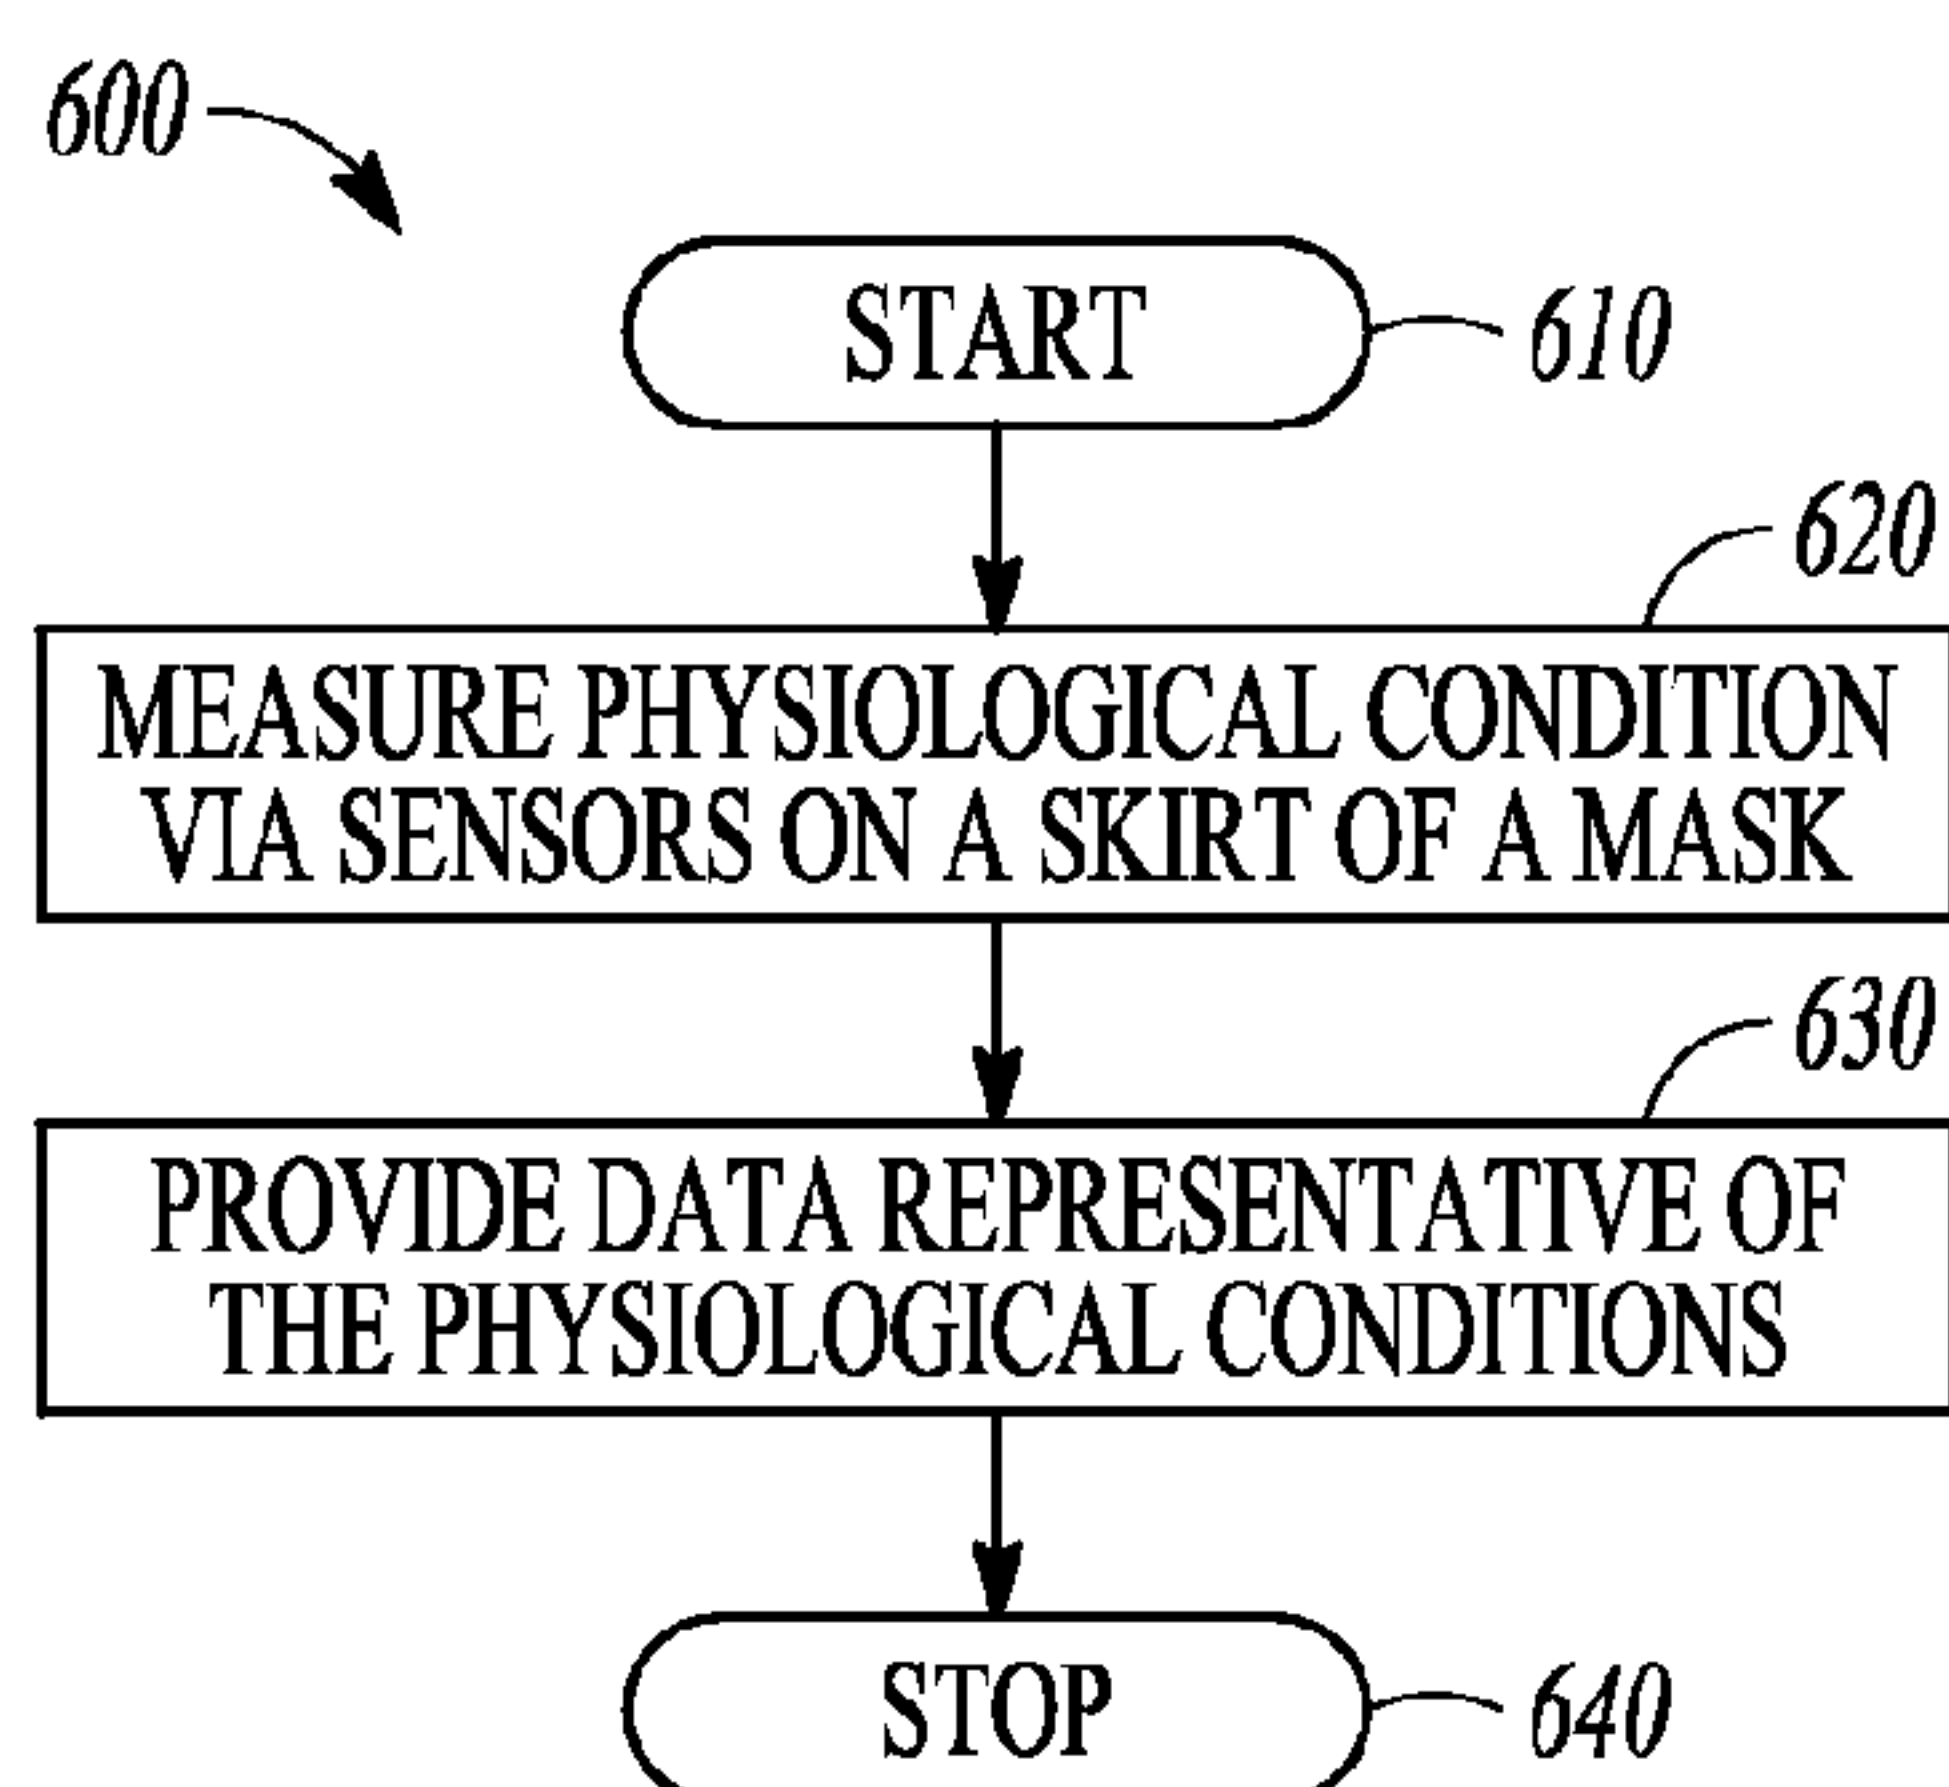 600
START
610
620
MEASURE PHYSIOLOGICAL CONDITION
VIA SENSORS ON A SKIRT OF A MASK
630
PROVIDE DATA REPRESENTATIVE OF
THE PHYSIOLOGICAL CONDITIONS
STOP
640